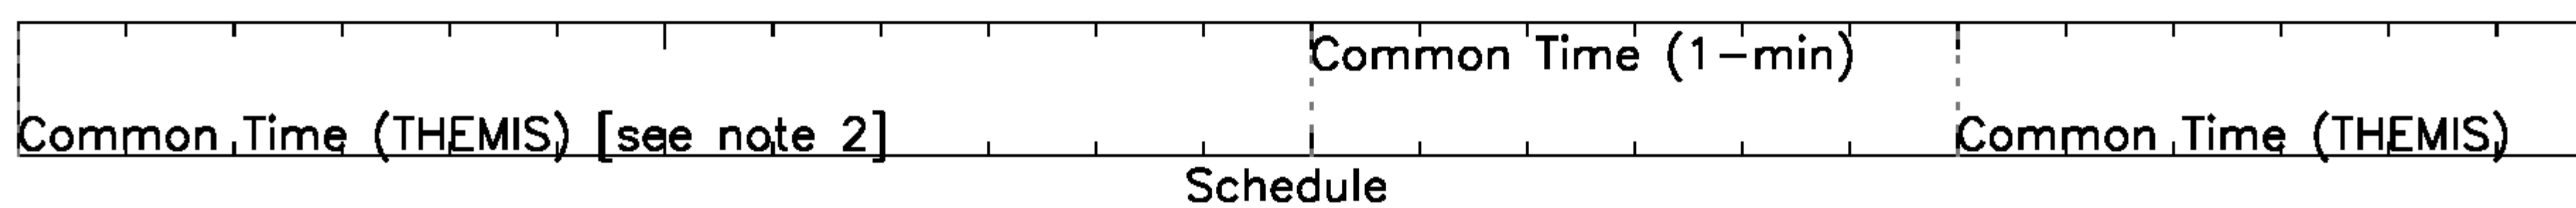 Common Time (1-min)
Common Time (THEMIS) [see note 2]
Common Time (THEMIS)
Schedule